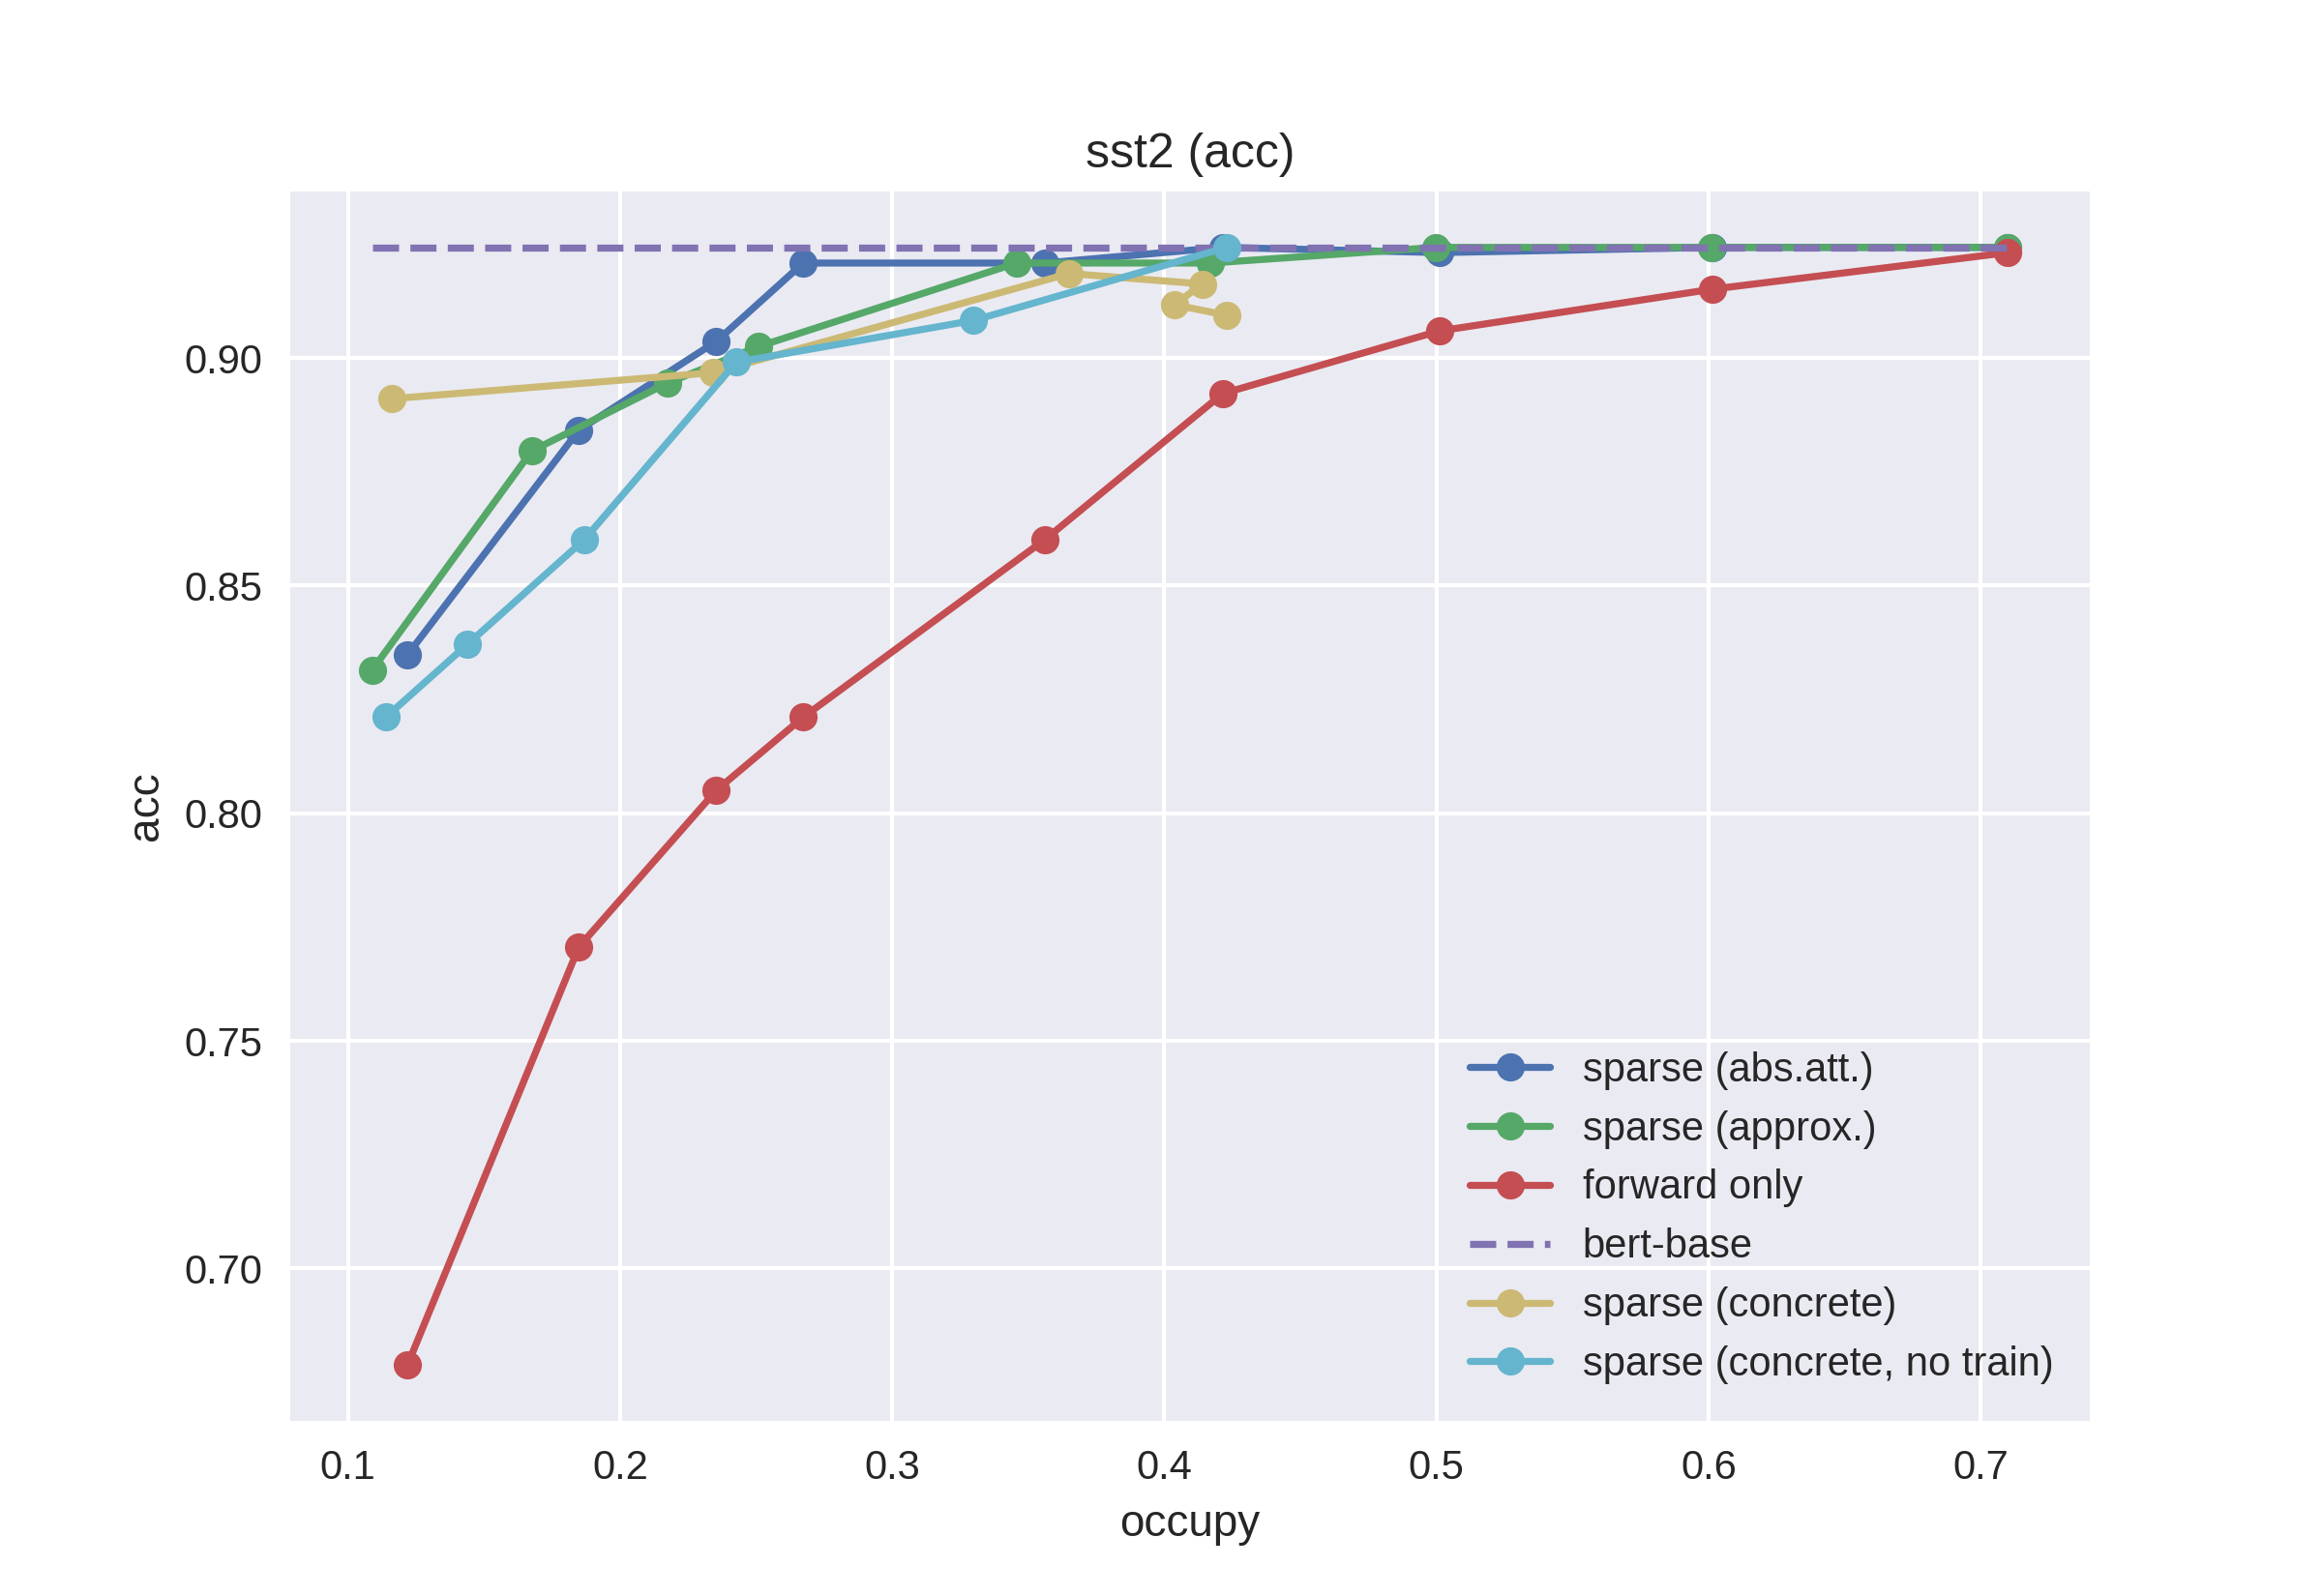 sst2 (acc)
acc
0.90
0.85
0.80
0.75
0.70
sparse (abs.att.)
sparse (approx.)
forward only
bert-base
sparse (concrete)
sparse (concrete, no train)
0.1 0.2 0.3 0.4 0.5 0.6 0.7
occupy